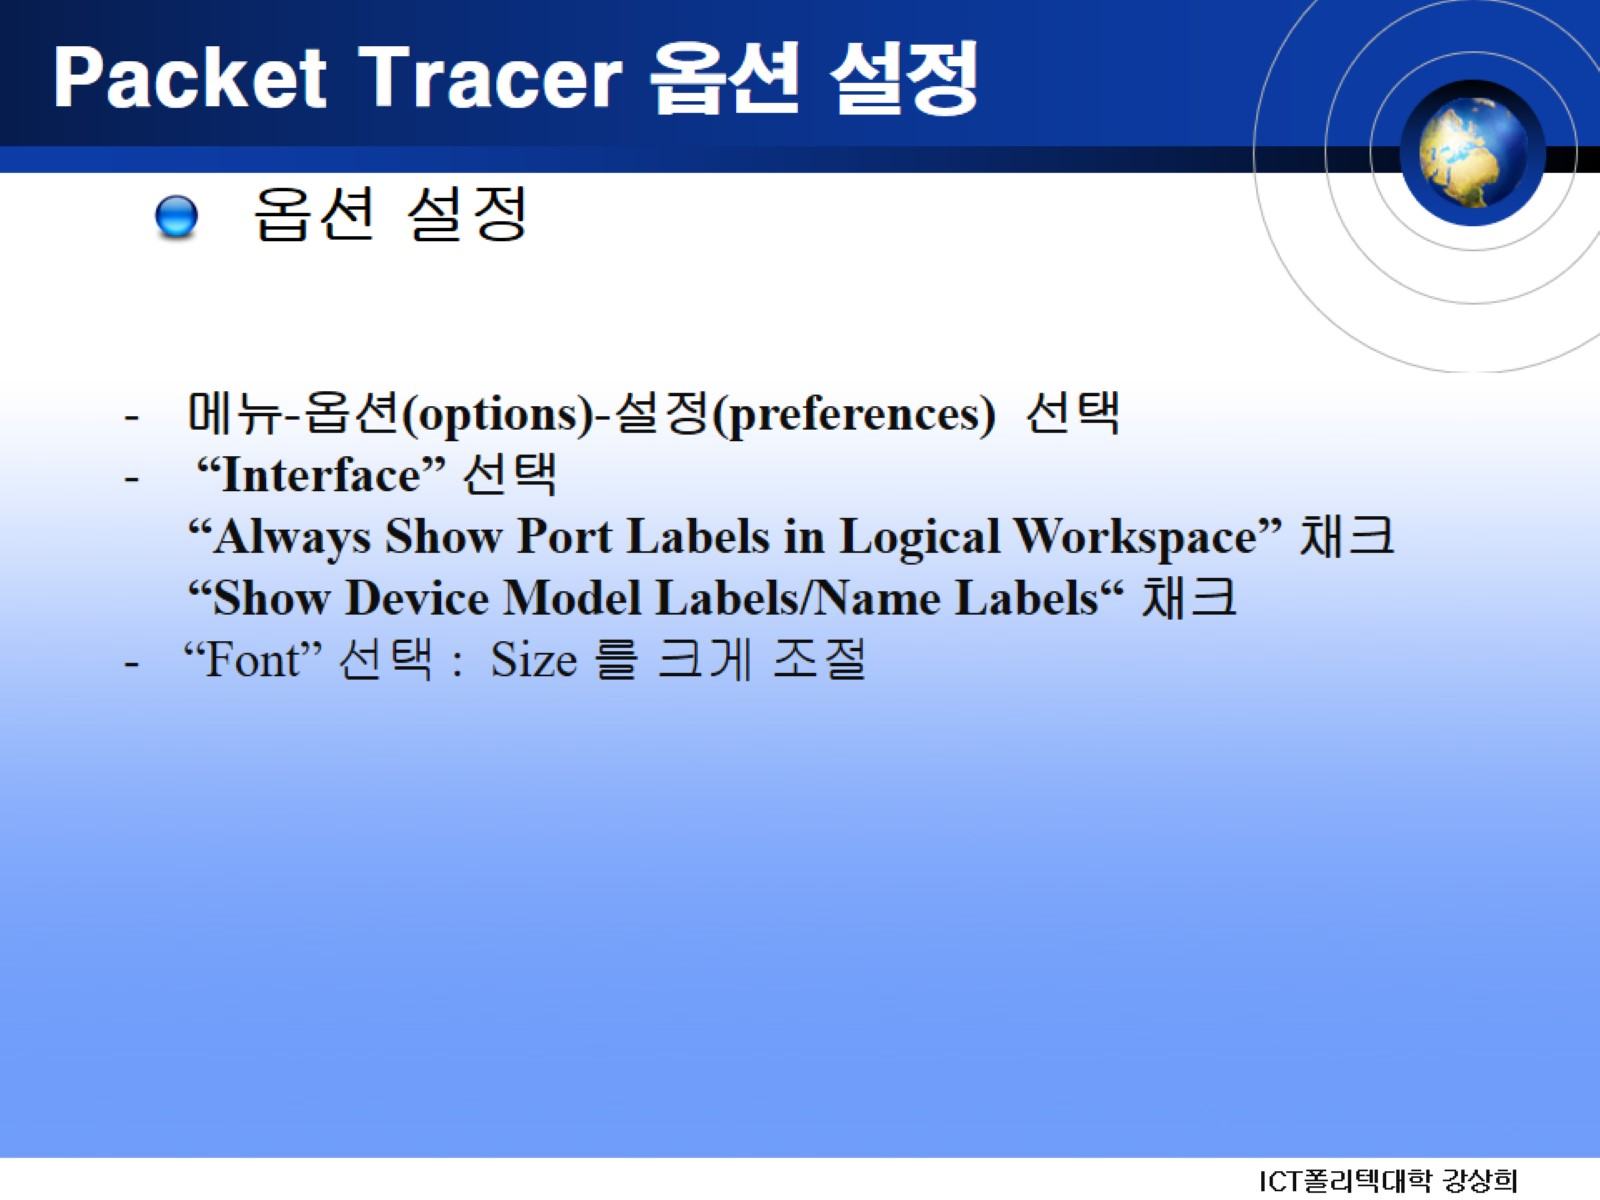 Packet Tracer 옵션 설정
옵션 설정
- 메뉴-옵션(options)-설정(preferences) 선택
- “Interface” 선택
“Always Show Port Labels in Logical Workspace” 채크
“Show Device Model Labels/Name Labels“ 채크
- “Font” 선택 : Size 를 크게 조절
ICT폴리텍대학 강상희